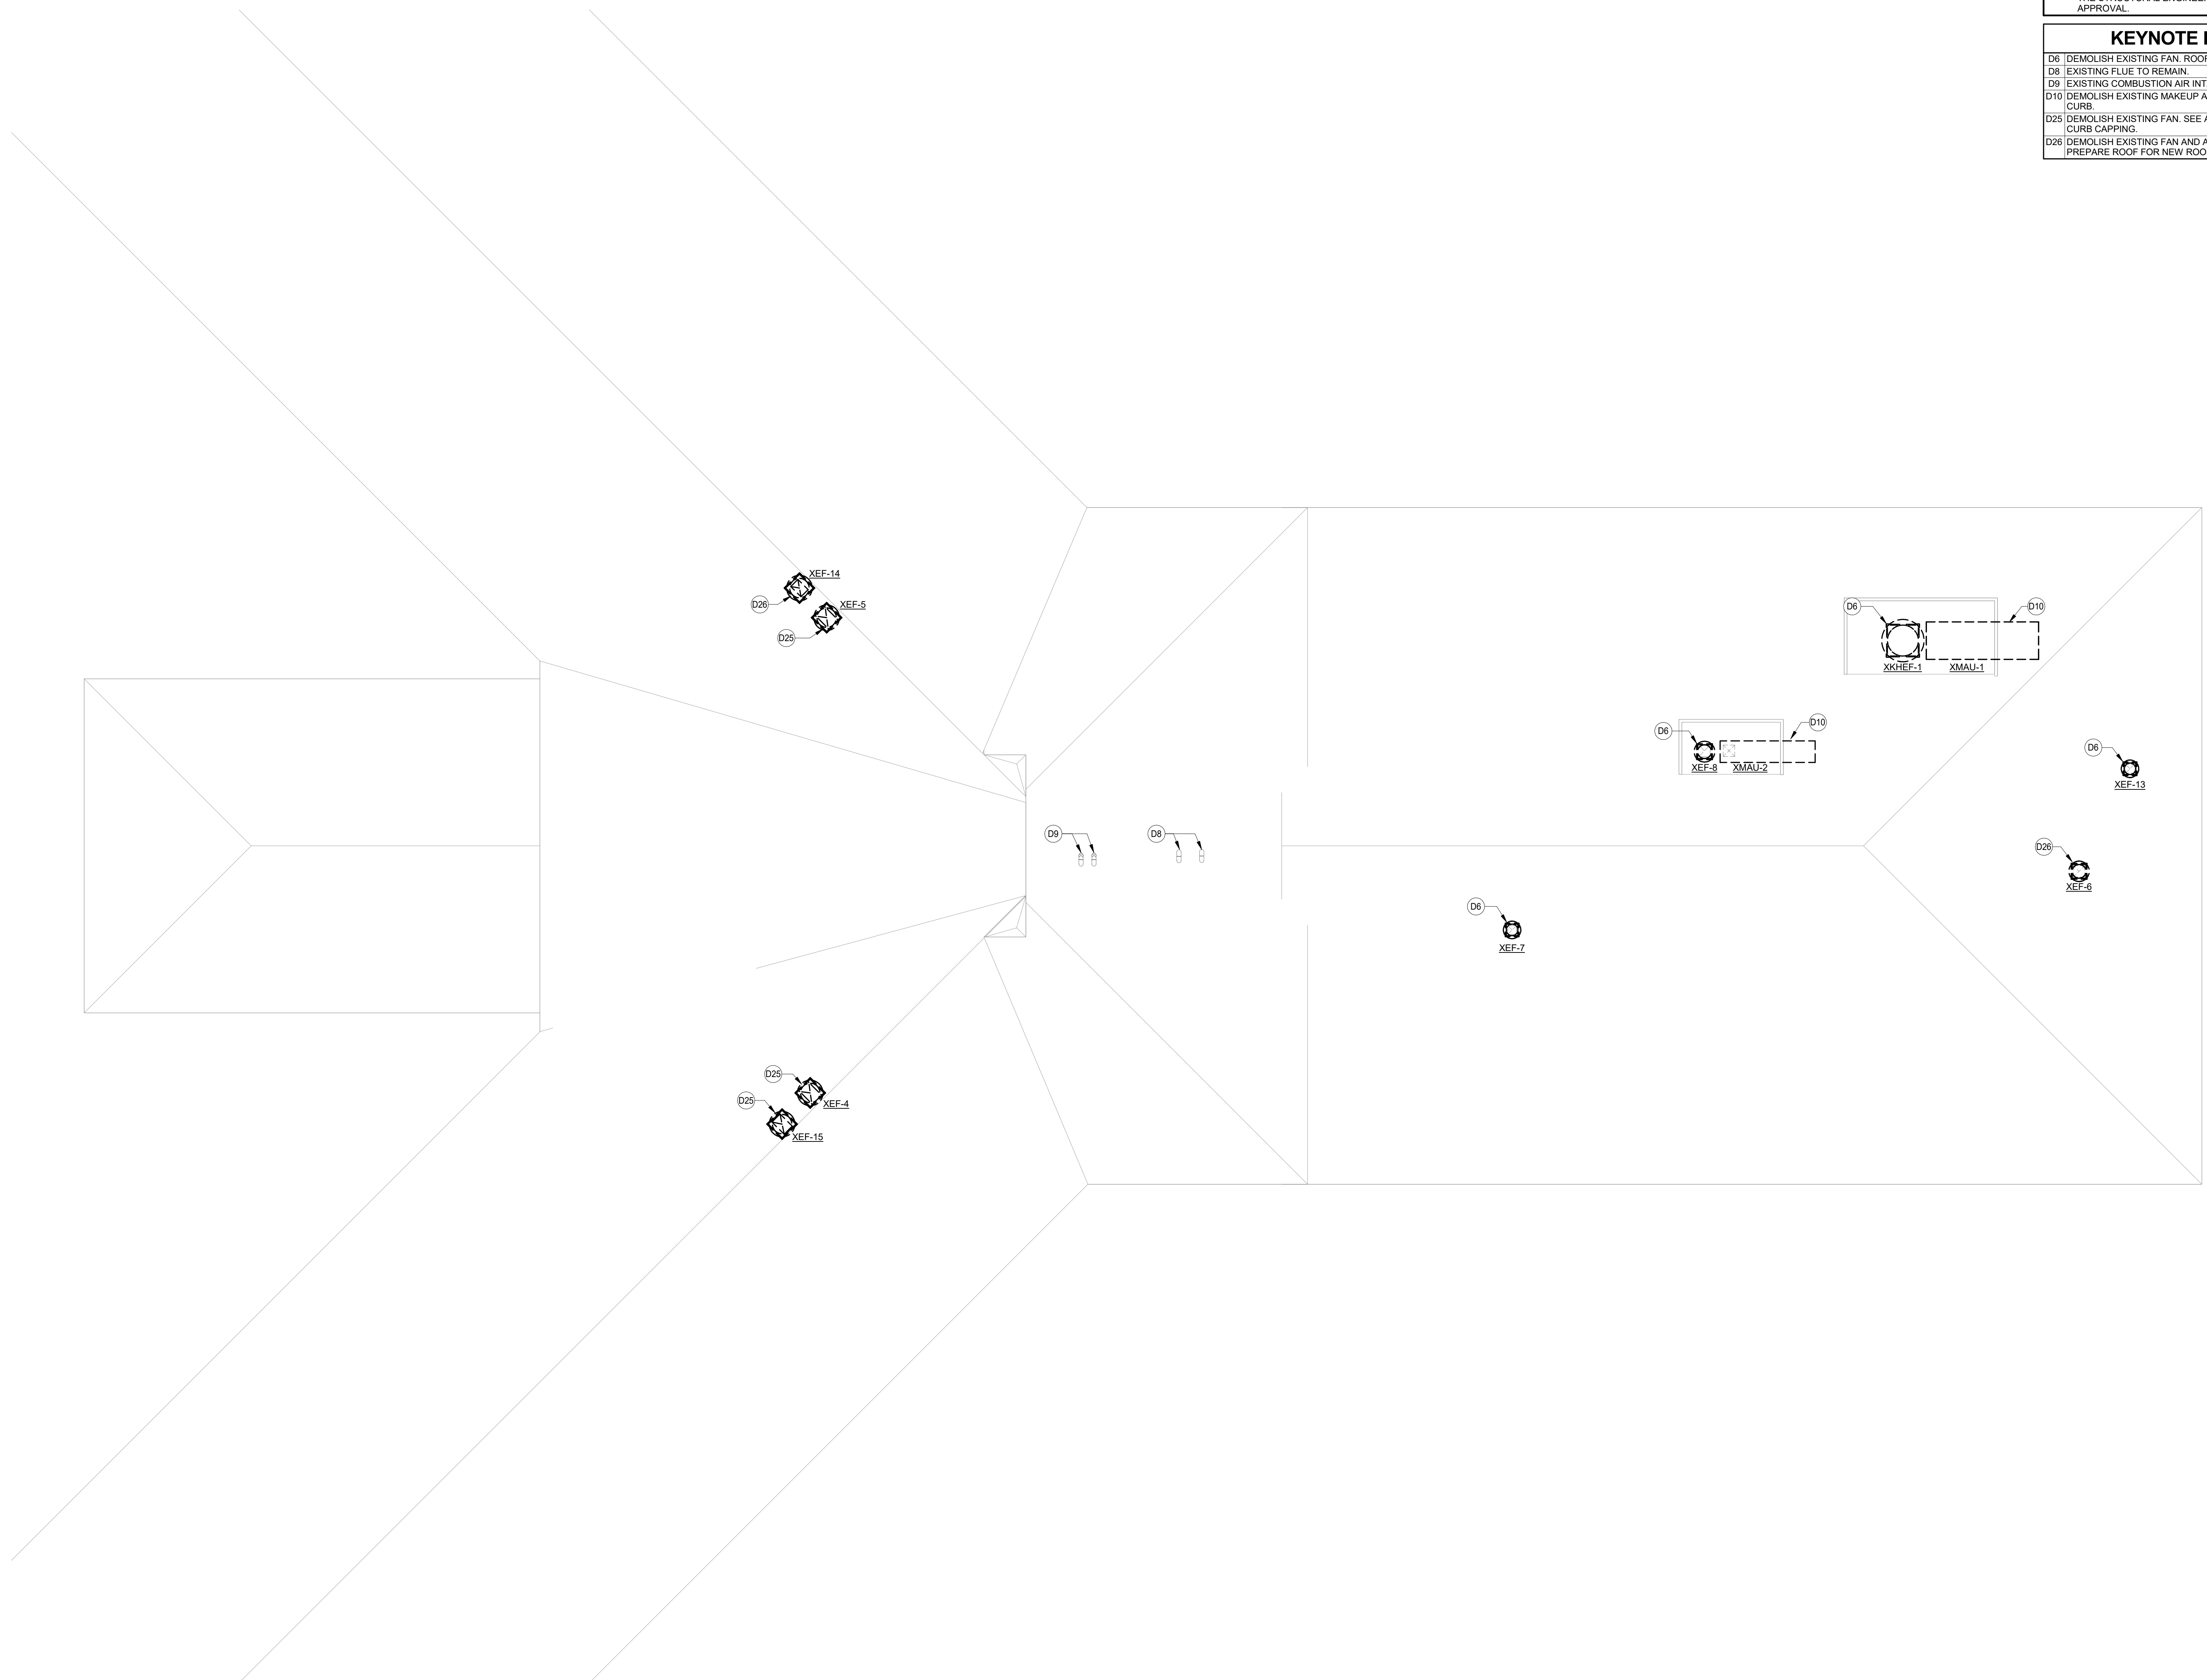 APPROVAL.
KEYNOTE
D6 DEMOLISH EXISTING FAN. ROOF
D8 EXISTING FLUE TO REMAIN.
D9 EXISTING COMBUSTION AIR
D10 DEMOLISH EXISTING MAKEUP
CURB.
D25 DEMOLISH EXISTING FAN. SEE
CURB CAPPING.
D26 DEMOLISH EXISTING FAN AND
PREPARE ROOF FOR NEW
XEF-14
D26
XEF-5
D25
D6
D10
XKHEF-1
XMAU-1
D6
D10
XEF-8
XMAU-2
D6
XEF-13
D9
D8
D26
XEF-6
D6
XEF-7
D25
XEF-4
D25
XEF-15